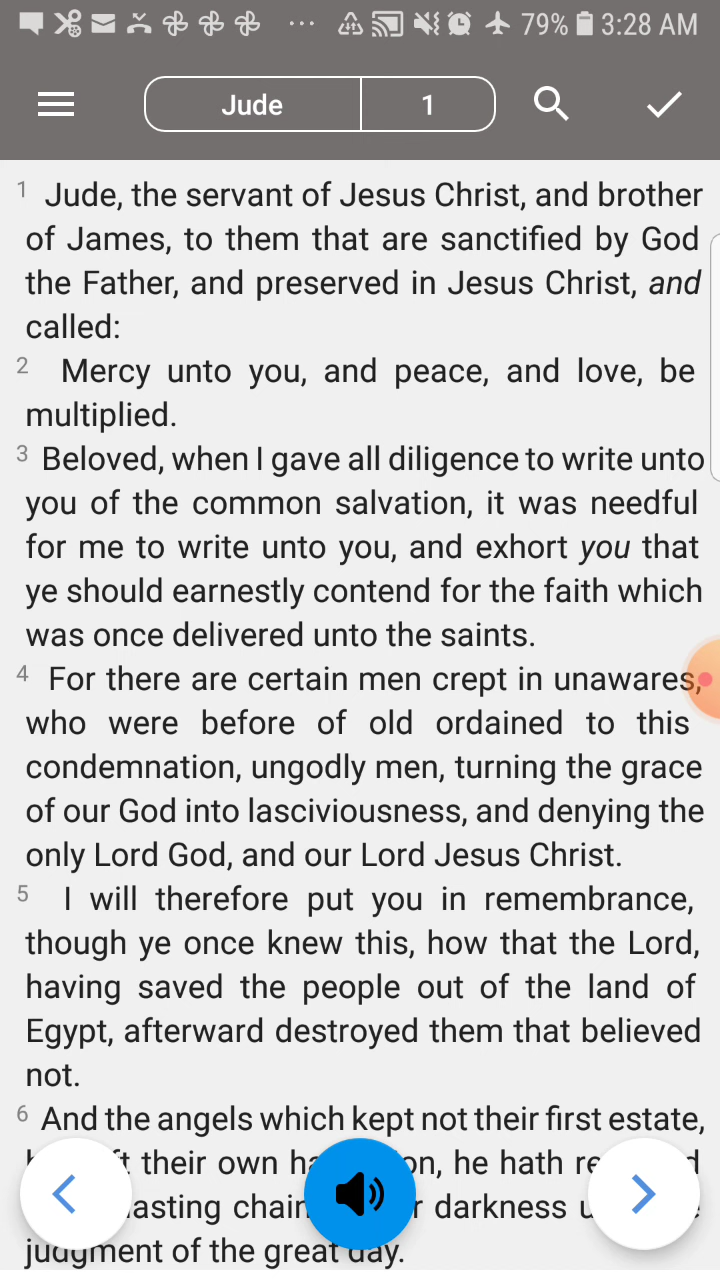 79% 3:28 AM
Jude 1
1 Jude, the servant of Jesus Christ, and brother
of James, to them that are sanctified by God
the Father, and preserved in Jesus Christ, and
called:
2 Mercy unto you, and peace, and love, be
multiplied.
3 Beloved, when I gave all diligence to write unto
you of the common salvation, it was needful
for me to write unto you, and exhort you that
ye should earnestly contend for the faith which
was once delivered unto the saints.
4 For there are certain men crept in unawares,
who were before of old ordained to this
condemnation, ungodly men, turning the grace
of our God into lasciviousness, and denying the
only Lord God, and our Lord Jesus Christ.
5 I will therefore put you in remembrance,
though ye once knew this, how that the Lord,
having saved the people out of the land of
Egypt, afterward destroyed them that believed
not.
6 And the angels which kept not their first estate,
their own he hath
darkness
judgment of the great day.